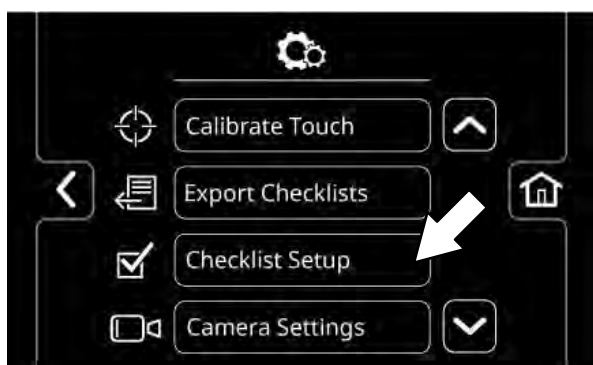 Calibrate Touch
Export Checklists
Checklist Setup
Camera Settings